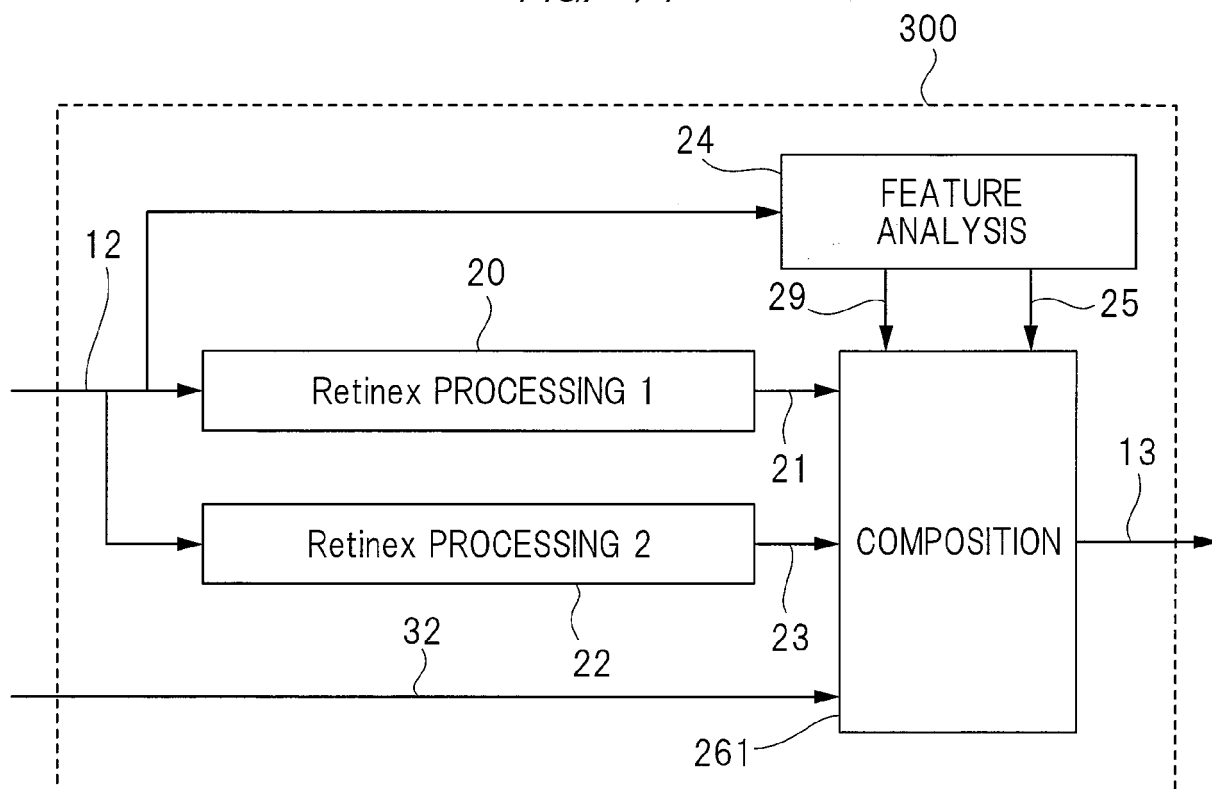 300
24
FEATURE
ANALYSIS
12
20
29
25
Retinex PROCESSING 1
21
13
Retinex PROCESSING 2
COMPOSITION
23
32
22
261